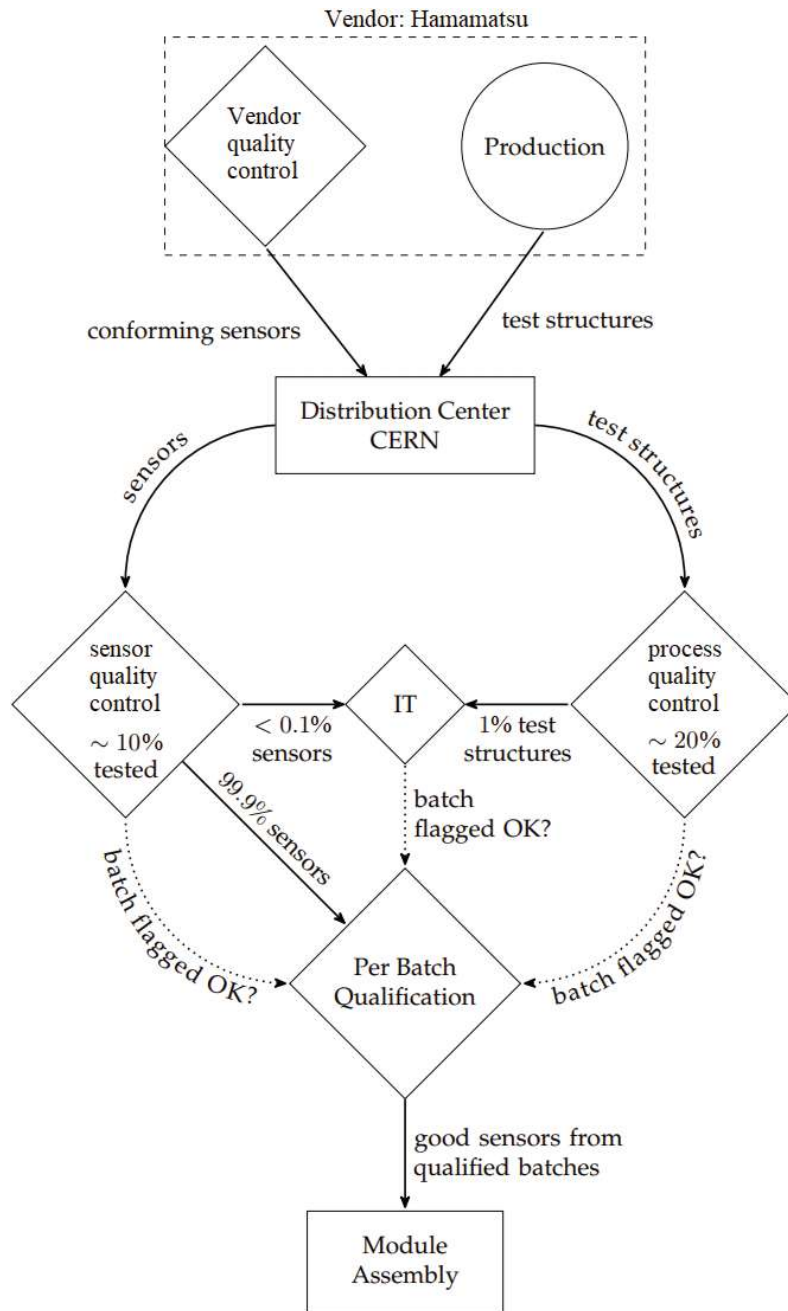 Vendor: Hamamatsu
Vendor
quality
control
Production
conforming sensors
test structures
Distribution Center
CERN
sensors
test structures
sensor
quality
control
∼ 10%
tested
< 0.1%
sensors
IT
1% test
structures
process
quality
control
∼ 20%
tested
99.9% sensors
batch
flagged OK?
batch flagged OK?
batch flagged OK?
Per Batch
Qualification
good sensors from
qualified batches
Module
Assembly